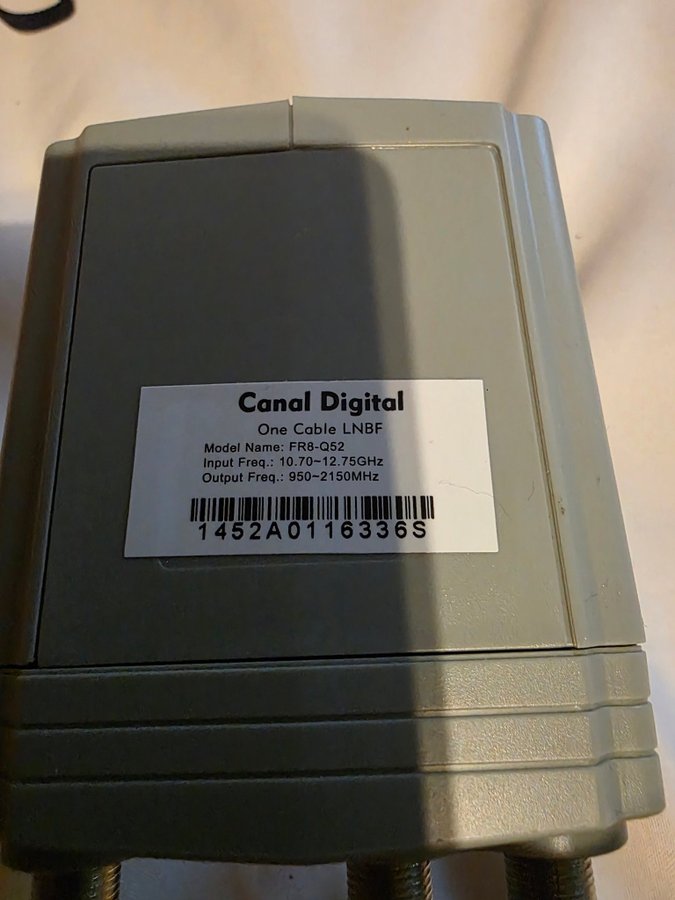 Canal Digital
One Cable LNBF
Model Name: FR8-Q52
Input Freq.: 10.70~12.75GHz
Output Freq.: 950~2150MHz
1452A0116336S